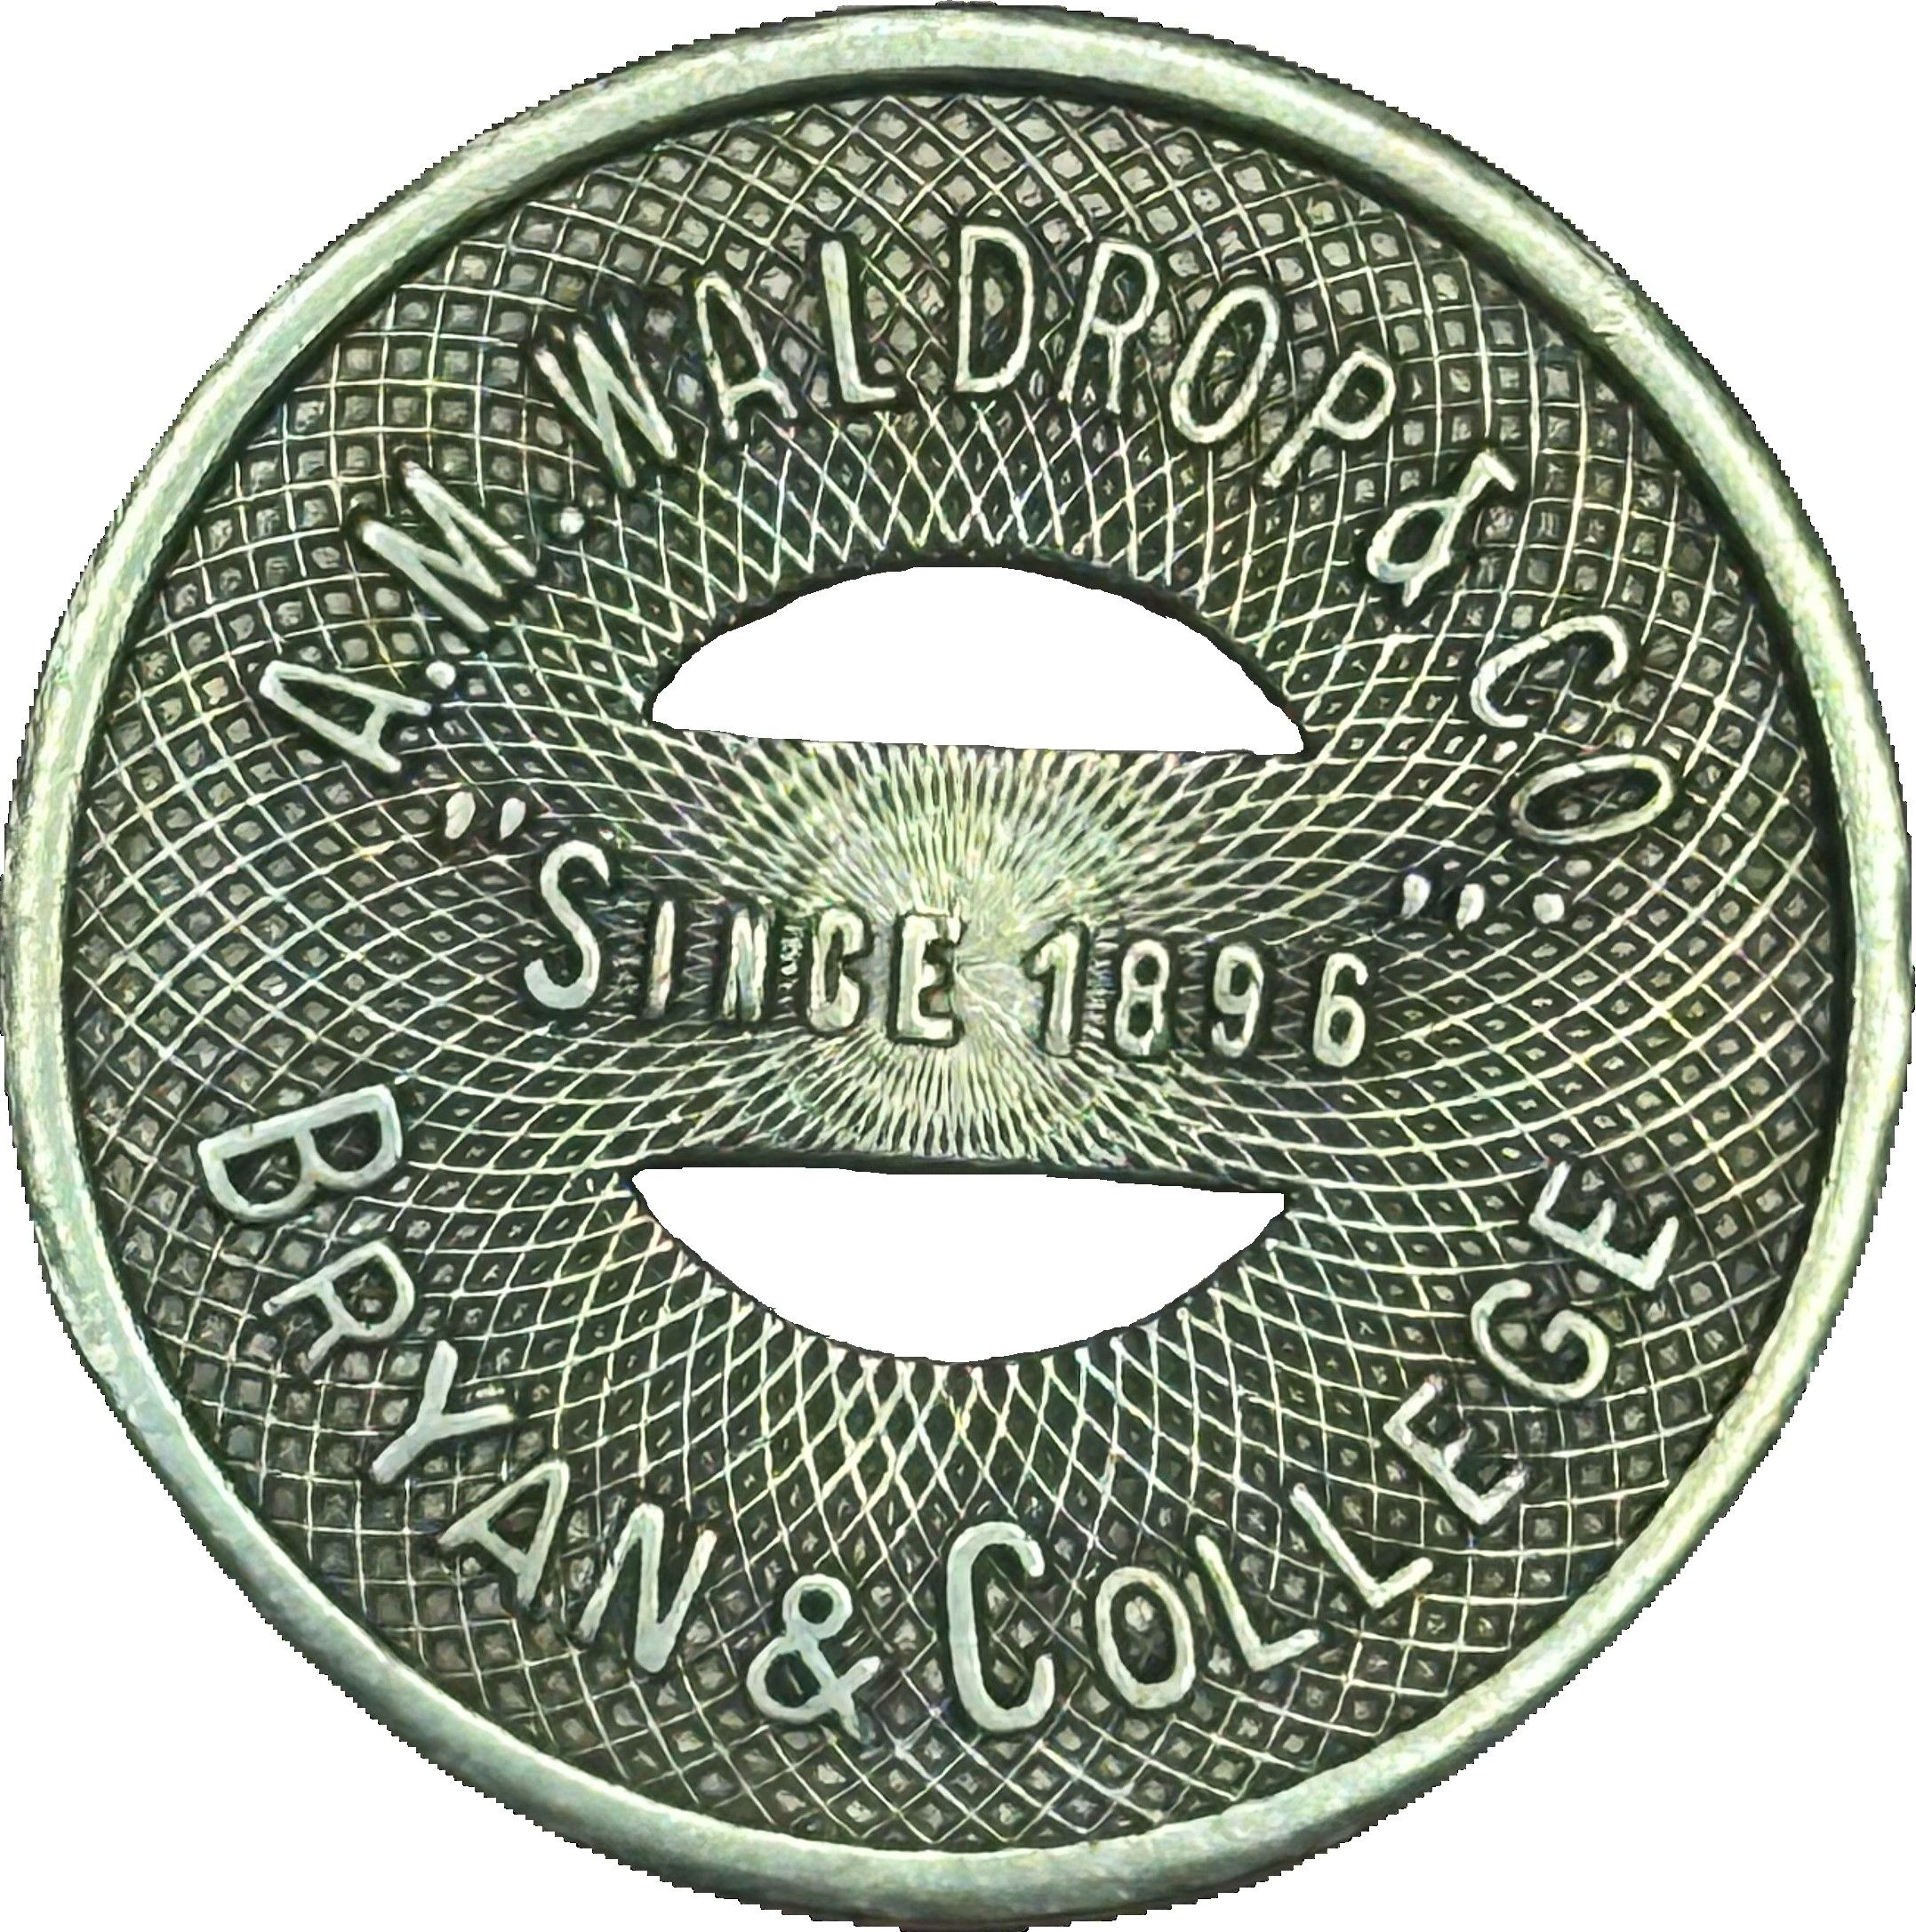 A.M. WALDROP & CO.
"SINCE 1896"
BRYAN & COLLEGE